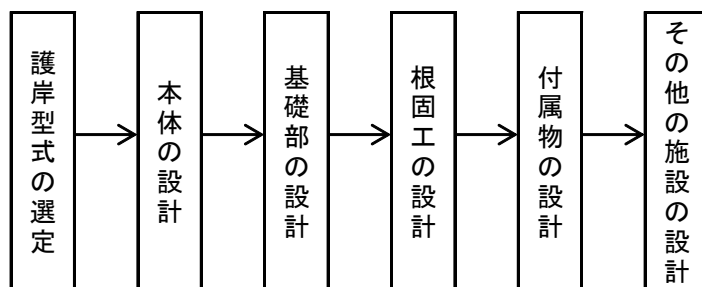 護岸型式の選定
本体の設計
基礎部の設計
根固工の設計
付属物の設計
その他の施設の設計